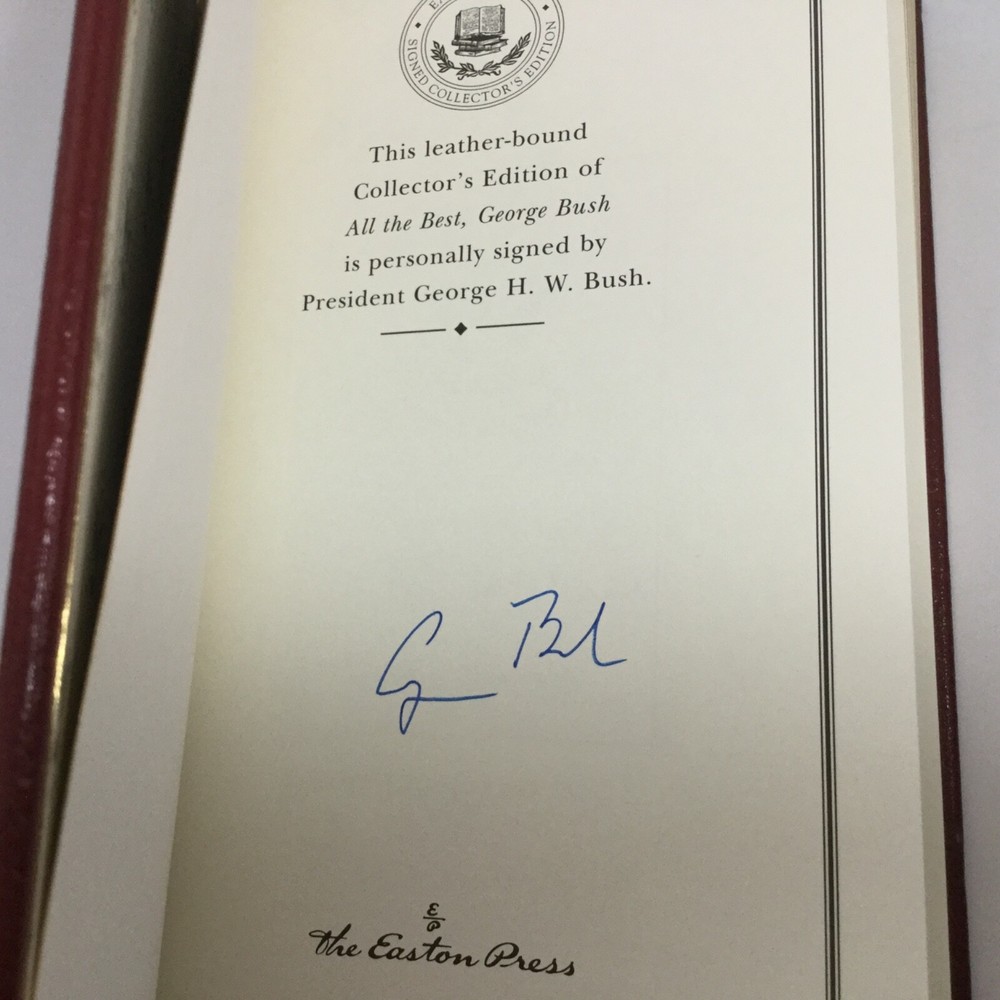 SIGNED COLLECTOR'S EDITION
This leather-bound
Collector's Edition of
All the Best, George Bush
is personally signed by
President George H. W. Bush.
G Bush
E
P
the Easton Press